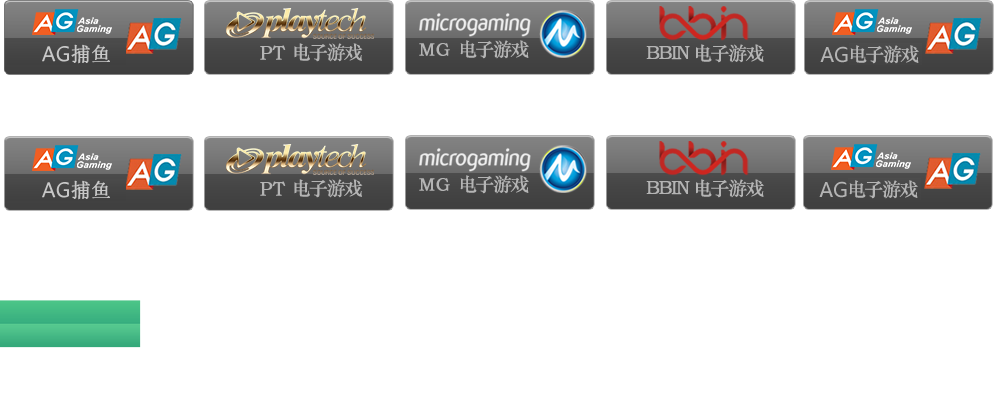 AG Asia Gaming AG
AG捕鱼
playtech
PT 电子游戏
microgaming
MG 电子游戏
bbin
BBIN 电子游戏
AG Asia Gaming AG
AG电子游戏
AG Asia Gaming AG
AG捕鱼
playtech
PT 电子游戏
microgaming
MG 电子游戏
bbin
BBIN 电子游戏
AG Asia Gaming AG
AG电子游戏